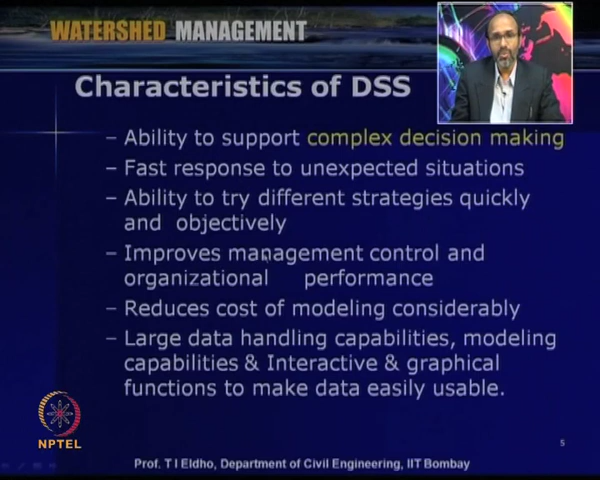 WATERSHED MANAGEMENT
Characteristics of DSS
– Ability to support complex decision making
– Fast response to unexpected situations
– Ability to try different strategies quickly
and objectively
– Improves management control and
organizational performance
– Reduces cost of modeling considerably
– Large data handling capabilities, modeling
capabilities & Interactive & graphical
functions to make data easily usable.
NPTEL
5
Prof. T I Eldho, Department of Civil Engineering, IIT Bombay